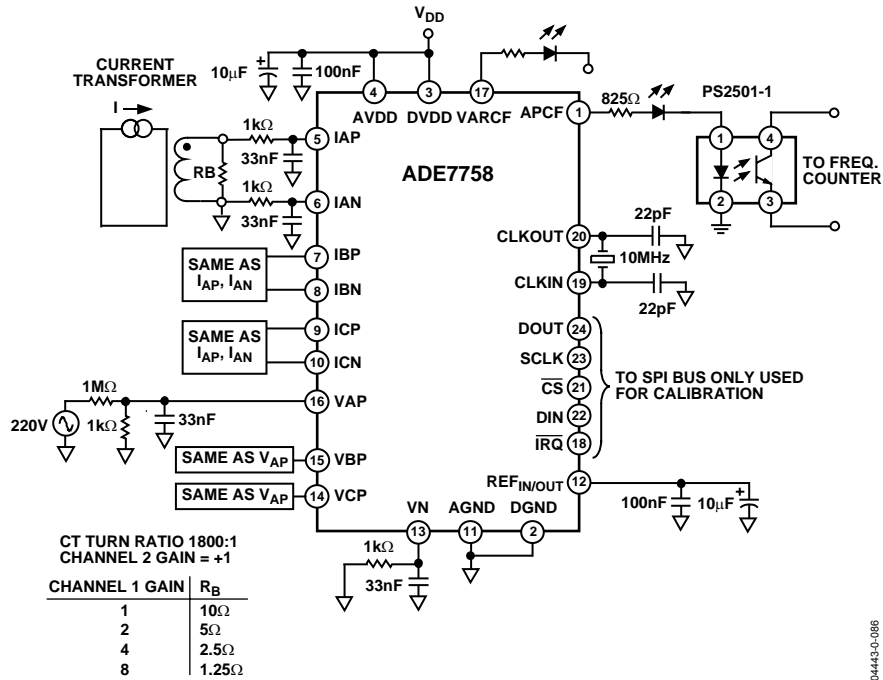 V_DD
CURRENT TRANSFORMER
I
10µF
+
100nF
4
3
17
AVDD
DVDD
VARCF
APCF
1
825Ω
PS2501-1
1
4
2
3
TO FREQ.
COUNTER
1kΩ
33nF
5
IAP
RB
1kΩ
33nF
6
IAN
ADE7758
SAME AS
I_AP, I_AN
7
IBP
8
IBN
SAME AS
I_AP, I_AN
9
ICP
10
ICN
CLKOUT
20
22pF
10MHz
CLKIN
19
22pF
DOUT
24
SCLK
23
CS
21
DIN
22
IRQ
18
TO SPI BUS ONLY USED
FOR CALIBRATION
1MΩ
220V
1kΩ
33nF
16
VAP
SAME AS V_AP
15
VBP
SAME AS V_AP
14
VCP
REF_IN/OUT
12
100nF
10µF
+
VN
AGND
DGND
13
11
2
1kΩ
33nF
CT TURN RATIO 1800:1
CHANNEL 2 GAIN = +1
CHANNEL 1 GAIN R_B
1 10Ω
2 5Ω
4 2.5Ω
8 1.25Ω
04443-0-086